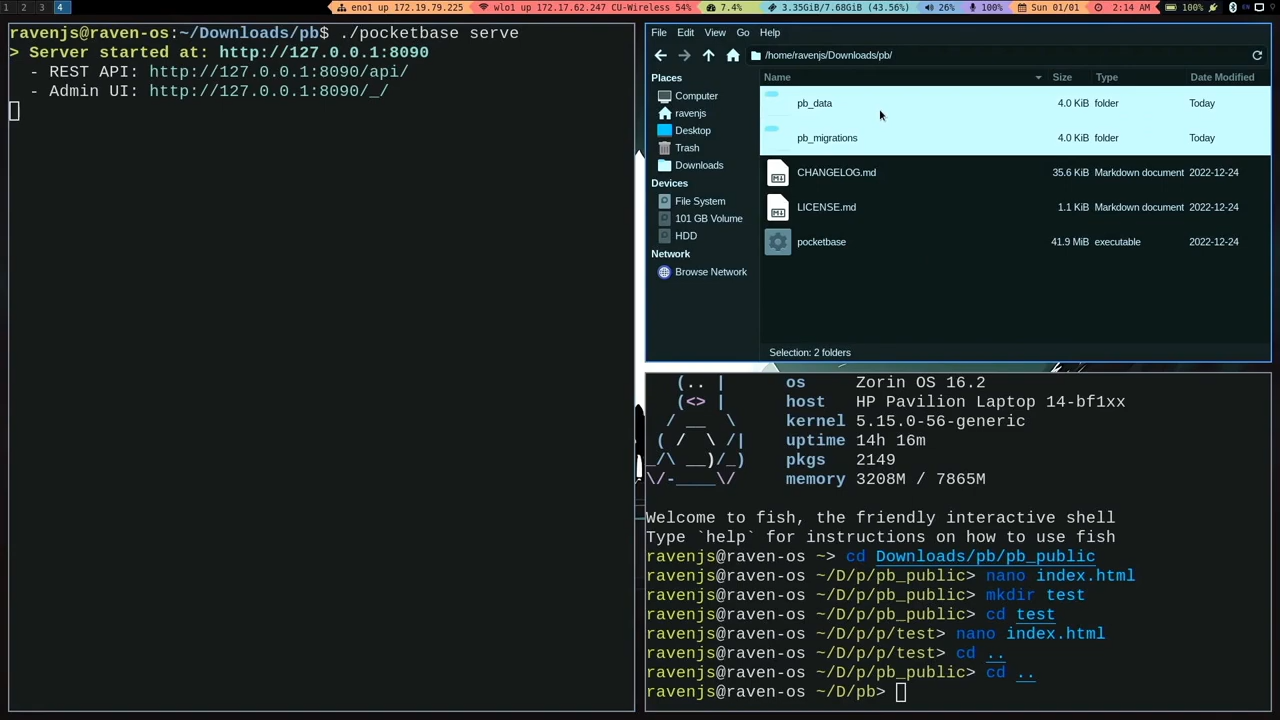 1 2 3 4
eno1 up 172.19.79.225 wlo1 up 172.17.62.247 CU-Wireless 54% 7.4% 3.35GiB/7.68GiB (43.56%) 26% 100% Sun 01/01 2:14 AM 100% EN
ravenjs@raven-os:~/Downloads/pb$ ./pocketbase serve
> Server started at: http://127.0.0.1:8090
- REST API: http://127.0.0.1:8090/api/
- Admin UI: http://127.0.0.1:8090/_/
File Edit View Go Help
/home/ravenjs/Downloads/pb/
Places
Computer
ravenjs
Desktop
Trash
Downloads
Devices
File System
101 GB Volume
HDD
Network
Browse Network
Name Size Type Date Modified
pb_data 4.0 KiB folder Today
pb_migrations 4.0 KiB folder Today
CHANGELOG.md 35.6 KiB Markdown document 2022-12-24
LICENSE.md 1.1 KiB Markdown document 2022-12-24
pocketbase 41.9 MiB executable 2022-12-24
Selection: 2 folders
(.. | os Zorin OS 16.2
(<> | host HP Pavilion Laptop 14-bf1xx
/ __ \ kernel 5.15.0-56-generic
( / \ /| uptime 14h 16m
_/\ __)/_) pkgs 2149
\/-____\/ memory 3208M / 7865M
Welcome to fish, the friendly interactive shell
Type `help` for instructions on how to use fish
ravenjs@raven-os ~> cd Downloads/pb/pb_public
ravenjs@raven-os ~/D/p/pb_public> nano index.html
ravenjs@raven-os ~/D/p/pb_public> mkdir test
ravenjs@raven-os ~/D/p/pb_public> cd test
ravenjs@raven-os ~/D/p/p/test> nano index.html
ravenjs@raven-os ~/D/p/p/test> cd ..
ravenjs@raven-os ~/D/p/pb_public> cd ..
ravenjs@raven-os ~/D/pb>